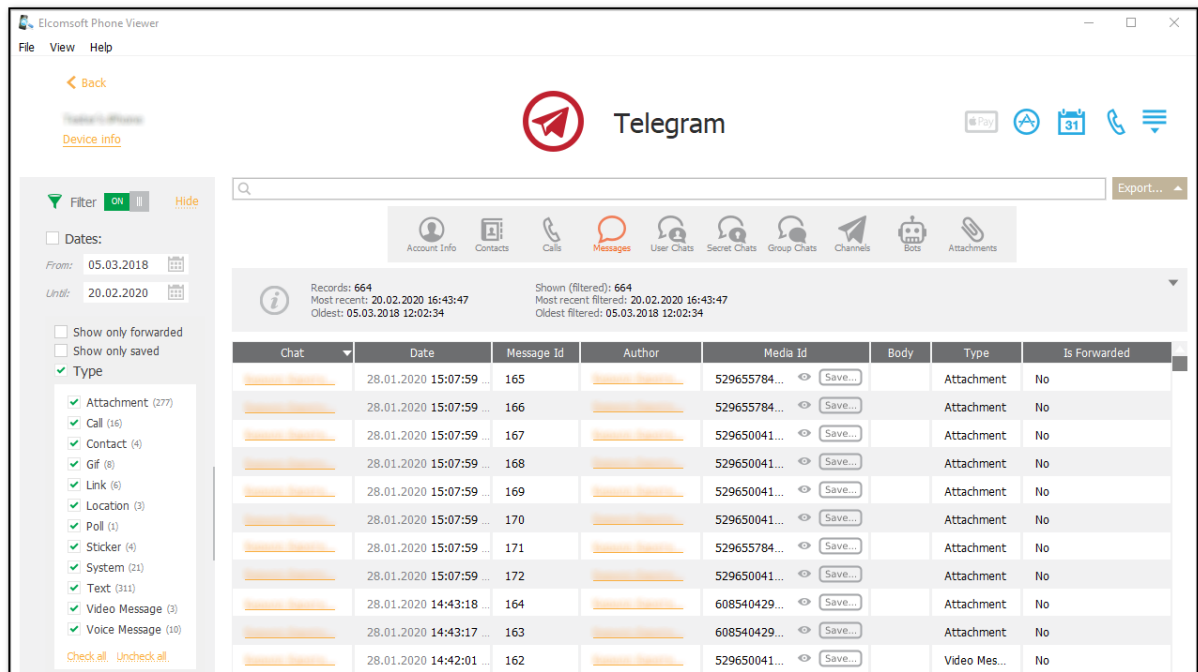 Elcomsoft Phone Viewer
File View Help
Back
Device info
Telegram
Pay 31
Filter ON Hide
Export...
Account Info Contacts Calls Messages User Chats Secret Chats Group Chats Channels Bots Attachments
Dates:
From: 05.03.2018
Until: 20.02.2020
Records: 664 Shown (filtered): 664
Most recent: 20.02.2020 16:43:47 Most recent filtered: 20.02.2020 16:43:47
Oldest: 05.03.2018 12:02:34 Oldest filtered: 05.03.2018 12:02:34
Show only forwarded
Show only saved
Type
Attachment (277)
Call (16)
Contact (4)
Gif (8)
Link (6)
Location (3)
Poll (1)
Sticker (4)
System (21)
Text (311)
Video Message (3)
Voice Message (10)
Check all Uncheck all
Chat Date Message Id Author Media Id Body Type Is Forwarded
28.01.2020 15:07:59 ... 165 529655784... Save... Attachment No
28.01.2020 15:07:59 ... 166 529655784... Save... Attachment No
28.01.2020 15:07:59 ... 167 529650041... Save... Attachment No
28.01.2020 15:07:59 ... 168 529650041... Save... Attachment No
28.01.2020 15:07:59 ... 169 529650041... Save... Attachment No
28.01.2020 15:07:59 ... 170 529650041... Save... Attachment No
28.01.2020 15:07:59 ... 171 529655784... Save... Attachment No
28.01.2020 15:07:59 ... 172 529650041... Save... Attachment No
28.01.2020 14:43:18 ... 164 608540429... Save... Attachment No
28.01.2020 14:43:17 ... 163 608540429... Save... Attachment No
28.01.2020 14:42:01 ... 162 529650041... Save... Video Mes... No